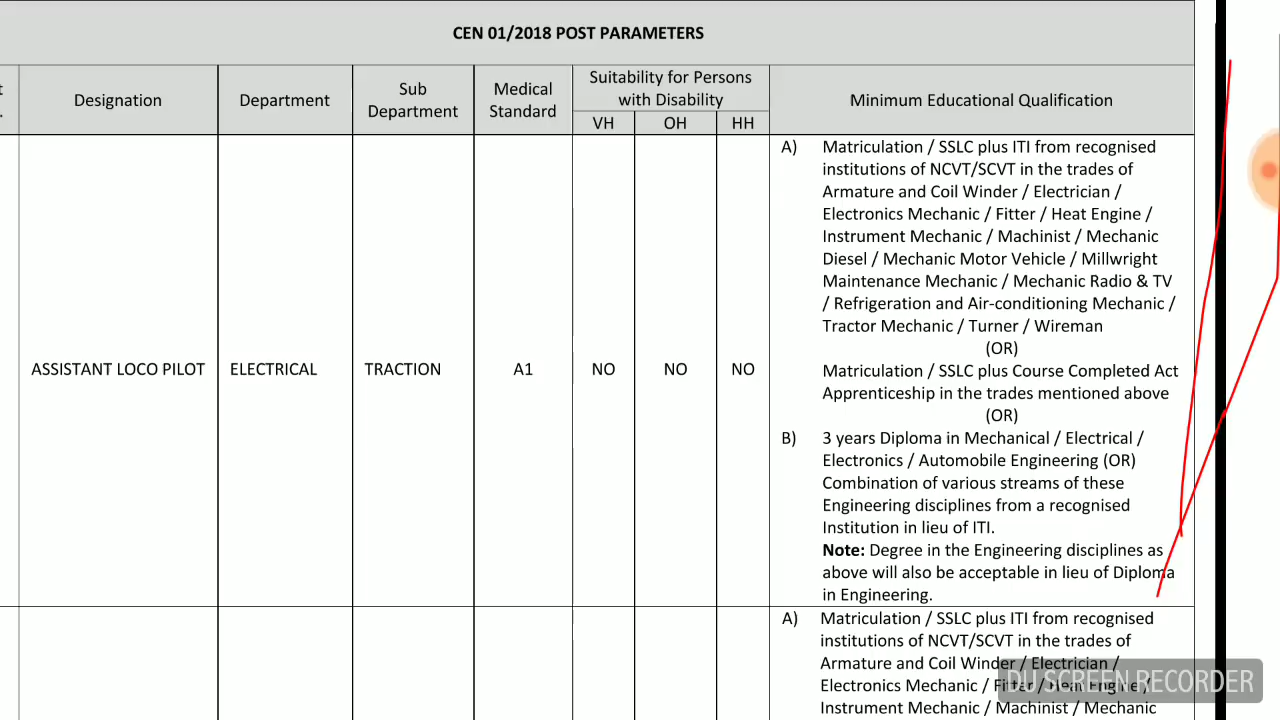 CEN 01/2018 POST PARAMETERS
t
.
Designation
Department
Sub
Department
Medical
Standard
Suitability for Persons
with Disability
VH OH HH
Minimum Educational Qualification
ASSISTANT LOCO PILOT ELECTRICAL TRACTION A1 NO NO NO
A) Matriculation / SSLC plus ITI from recognised
institutions of NCVT/SCVT in the trades of
Armature and Coil Winder / Electrician /
Electronics Mechanic / Fitter / Heat Engine /
Instrument Mechanic / Machinist / Mechanic
Diesel / Mechanic Motor Vehicle / Millwright
Maintenance Mechanic / Mechanic Radio & TV
/ Refrigeration and Air-conditioning Mechanic /
Tractor Mechanic / Turner / Wireman
(OR)
Matriculation / SSLC plus Course Completed Act
Apprenticeship in the trades mentioned above
(OR)
B) 3 years Diploma in Mechanical / Electrical /
Electronics / Automobile Engineering (OR)
Combination of various streams of these
Engineering disciplines from a recognised
Institution in lieu of ITI.
Note: Degree in the Engineering disciplines as
above will also be acceptable in lieu of Diploma
in Engineering.
A) Matriculation / SSLC plus ITI from recognised
institutions of NCVT/SCVT in the trades of
Armature and Coil Winder / Electrician /
Electronics Mechanic / Fitter / Heat Engine /
Instrument Mechanic / Machinist / Mechanic
DU SCREEN RECORDER